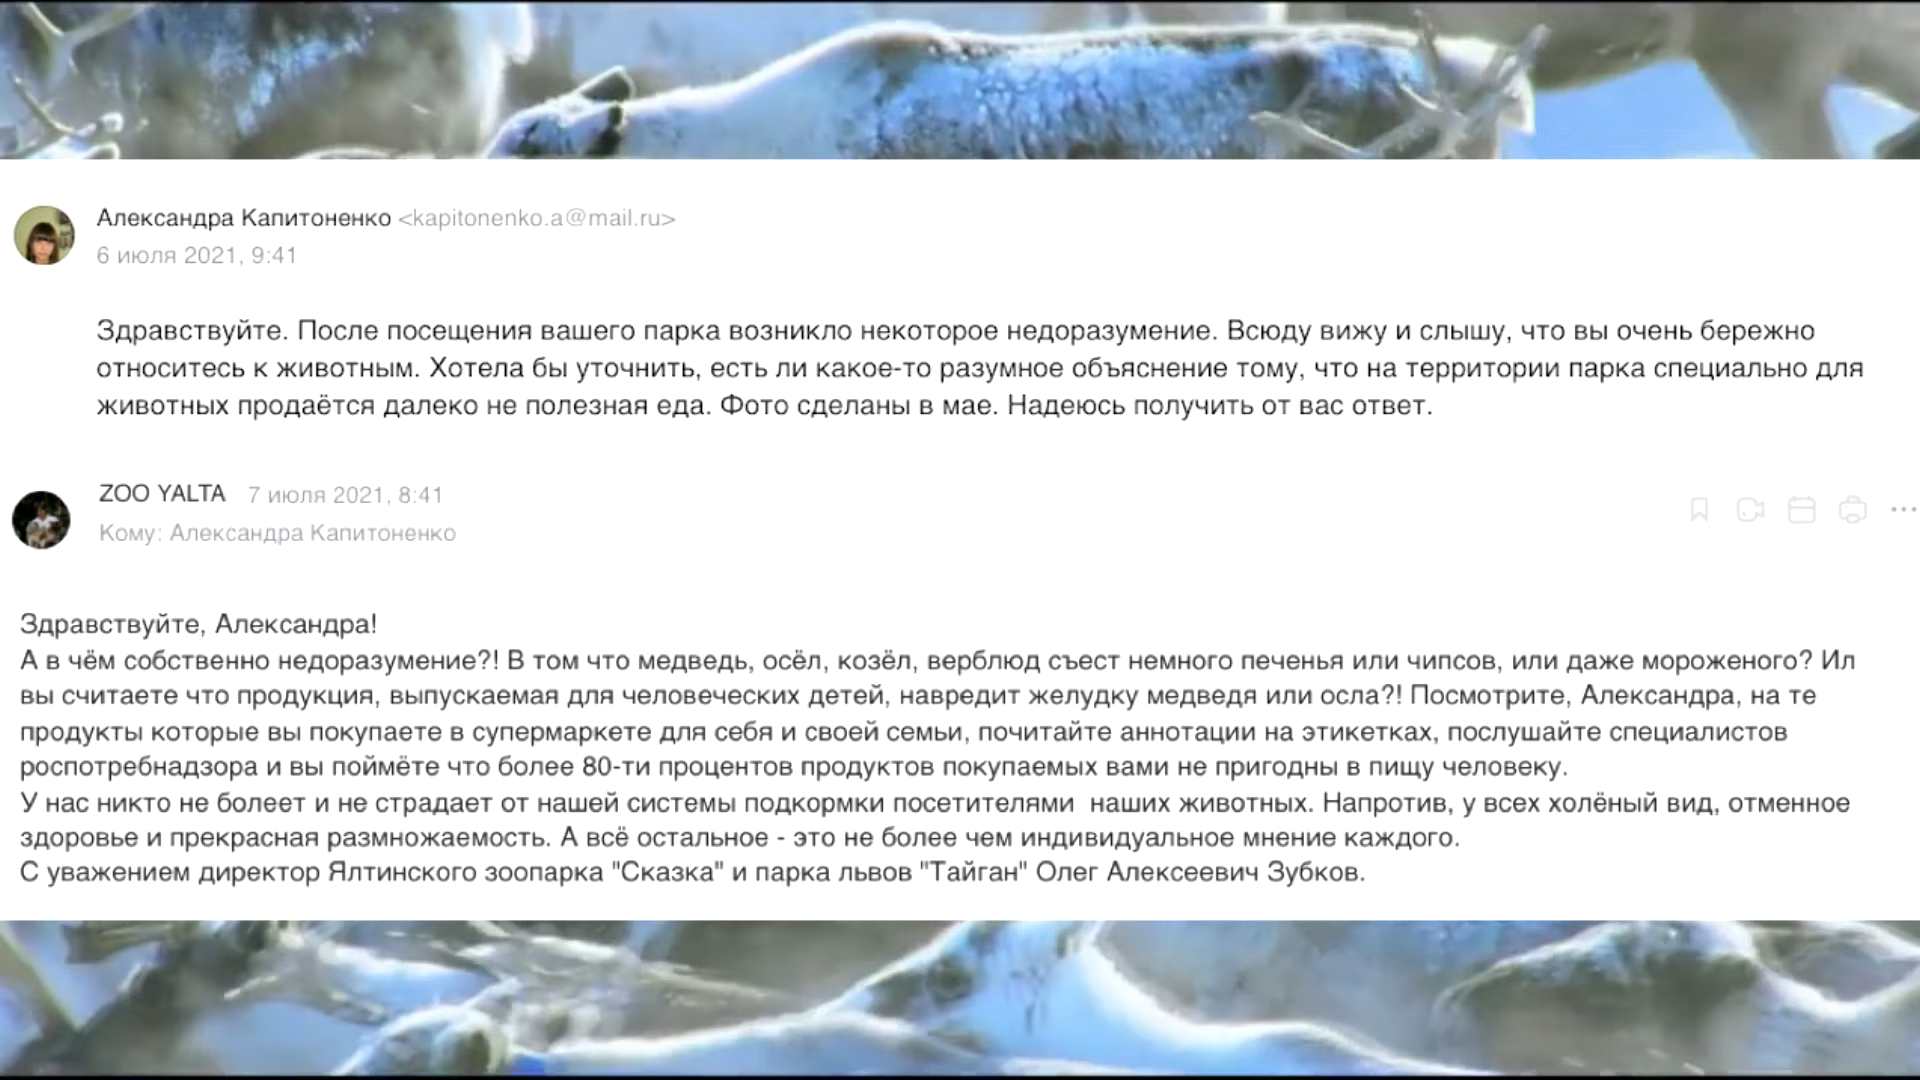 Александра Капитоненко <kapitonenko.a@mail.ru>
6 июля 2021, 9:41
Здравствуйте. После посещения вашего парка возникло некоторое недоразумение. Всюду вижу и слышу, что вы очень бережно
относитесь к животным. Хотела бы уточнить, есть ли какое-то разумное объяснение тому, что на территории парка специально для
животных продаётся далеко не полезная еда. Фото сделаны в мае. Надеюсь получить от вас ответ.
ZOO YALTA 7 июля 2021, 8:41
Кому: Александра Капитоненко
Здравствуйте, Александра!
А в чём собственно недоразумение?! В том что медведь, осёл, козёл, верблюд съест немного печенья или чипсов, или даже мороженого? Ил
вы считаете что продукция, выпускаемая для человеческих детей, навредит желудку медведя или осла?! Посмотрите, Александра, на те
продукты которые вы покупаете в супермаркете для себя и своей семьи, почитайте аннотации на этикетках, послушайте специалистов
роспотребнадзора и вы поймёте что более 80-ти процентов продуктов покупаемых вами не пригодны в пищу человеку.
У нас никто не болеет и не страдает от нашей системы подкормки посетителями наших животных. Напротив, у всех холёный вид, отменное
здоровье и прекрасная размножаемость. А всё остальное - это не более чем индивидуальное мнение каждого.
С уважением директор Ялтинского зоопарка "Сказка" и парка львов "Тайган" Олег Алексеевич Зубков.